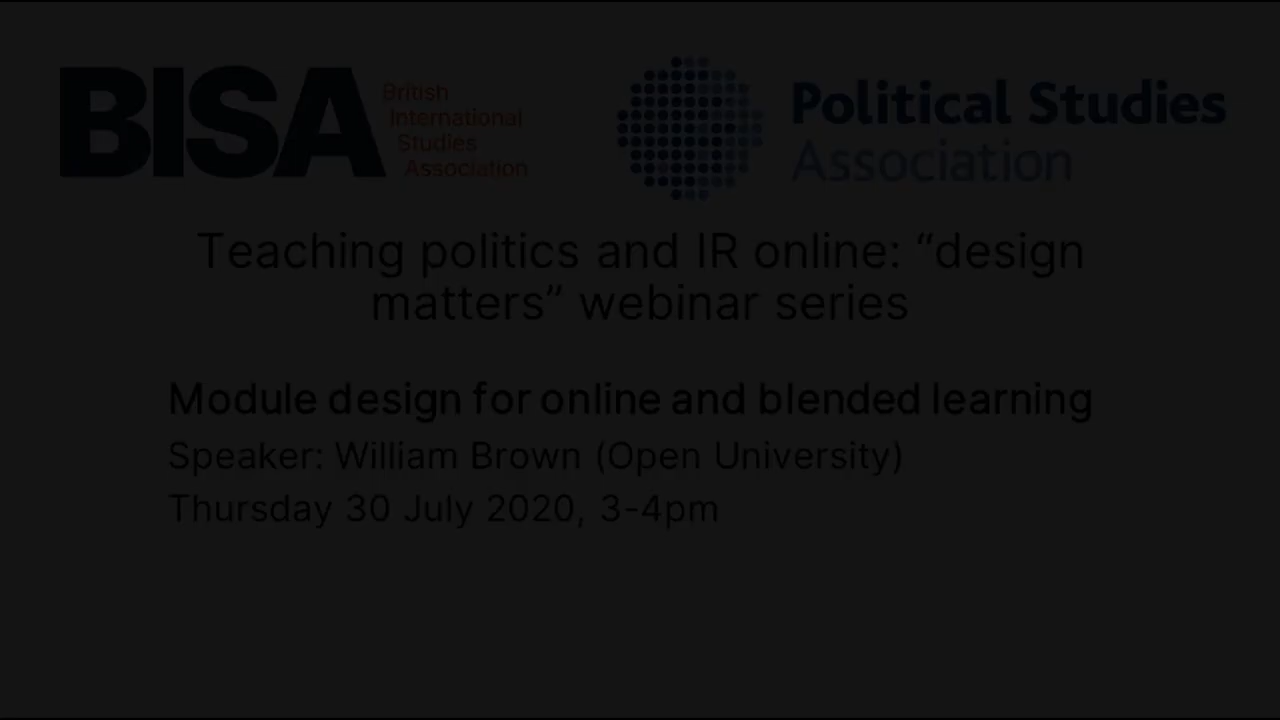 BISA
British
International
Studies
Association
Political Studies
Association
Teaching politics and IR online: “design
matters” webinar series
Module design for online and blended learning
Speaker: William Brown (Open University)
Thursday 30 July 2020, 3-4pm